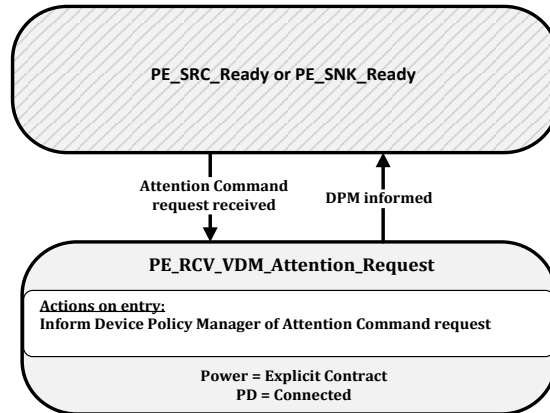 PE_SRC_Ready or PE_SNK_Ready
Attention Command
request received
DPM informed
PE_RCV_VDM_Attention_Request
Actions on entry:
Inform Device Policy Manager of Attention Command request
Power = Explicit Contract
PD = Connected